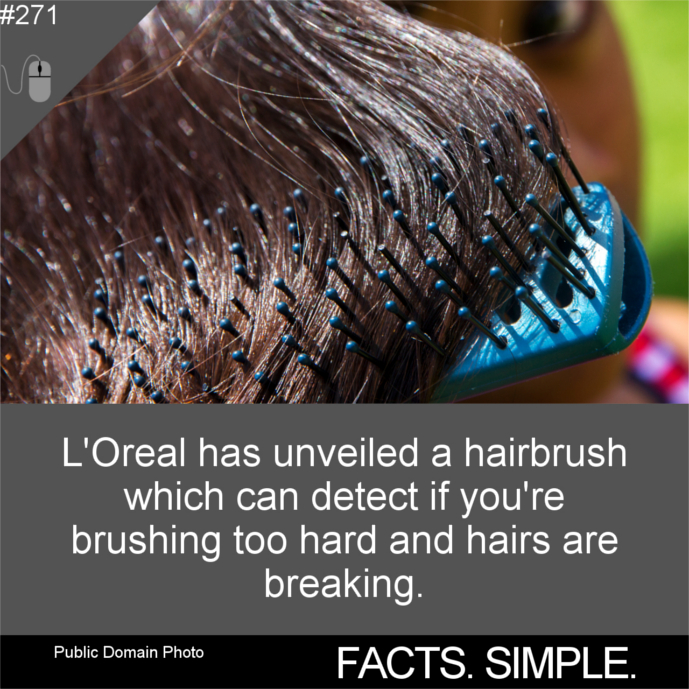 #271
L'Oreal has unveiled a hairbrush
which can detect if you're
brushing too hard and hairs are
breaking.
Public Domain Photo
FACTS. SIMPLE.